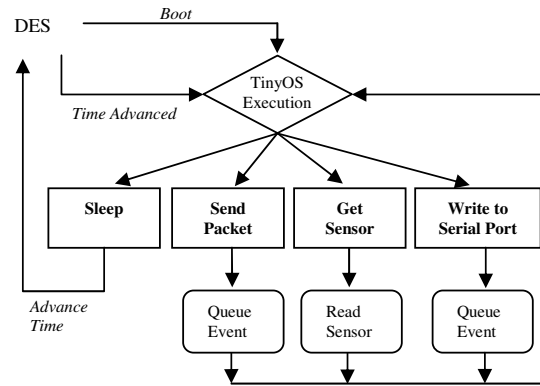 Boot
DES
TinyOS
Execution
Time Advanced
Sleep
Send
Packet
Get
Sensor
Write to
Serial Port
Advance
Time
Queue
Event
Read
Sensor
Queue
Event